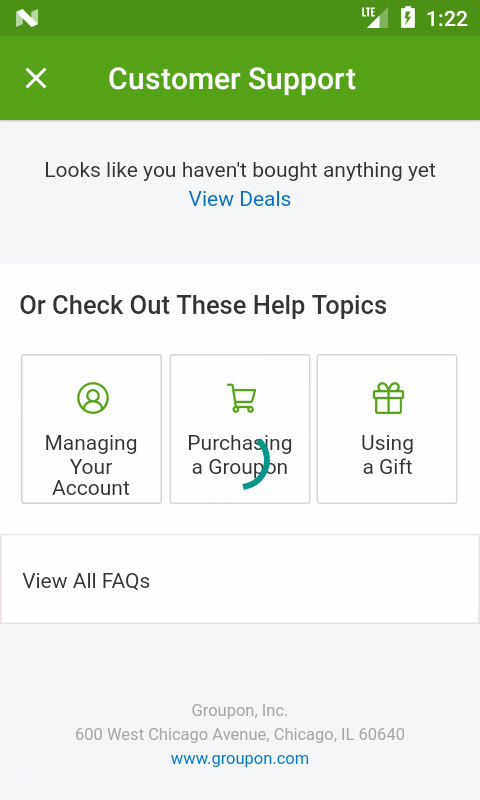 LTE 1:22
Customer Support
Looks like you haven't bought anything yet
View Deals
Or Check Out These Help Topics
Managing
Your
Account
Purchasing
a Groupon
Using
a Gift
View All FAQs
Groupon, Inc.
600 West Chicago Avenue, Chicago, IL 60640
www.groupon.com